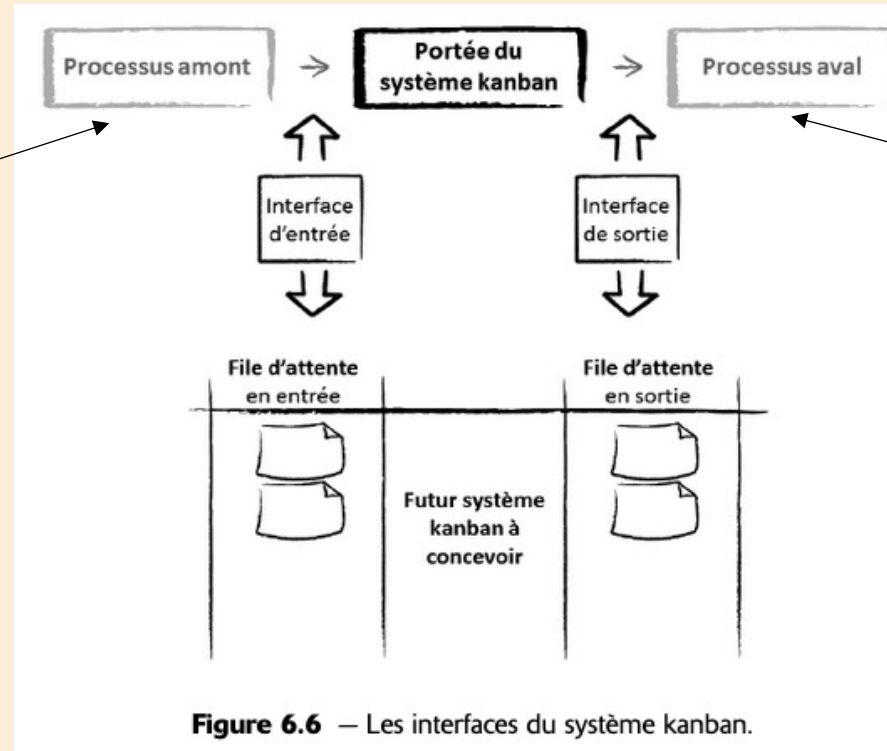 Processus amont
Portée du
système kanban
Processus aval
Interface
d'entrée
Interface
de sortie
File d'attente
en entrée
File d'attente
en sortie
Futur système
kanban à
concevoir
Figure 6.6 — Les interfaces du système kanban.